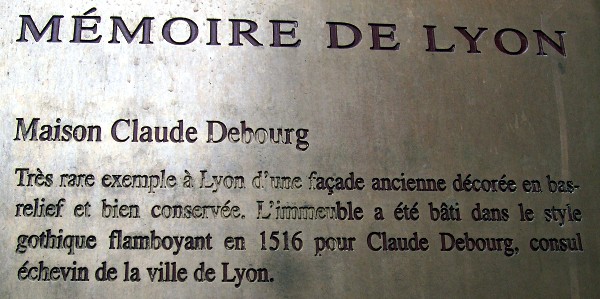 MÉMOIRE DE LYON
Maison Claude Debourg
Très rare exemple à Lyon d'une façade ancienne décorée en bas-
relief et bien conservée. L'immeuble a été bâti dans le style
gothique flamboyant en 1516 pour Claude Debourg, consul
échevin de la ville de Lyon.